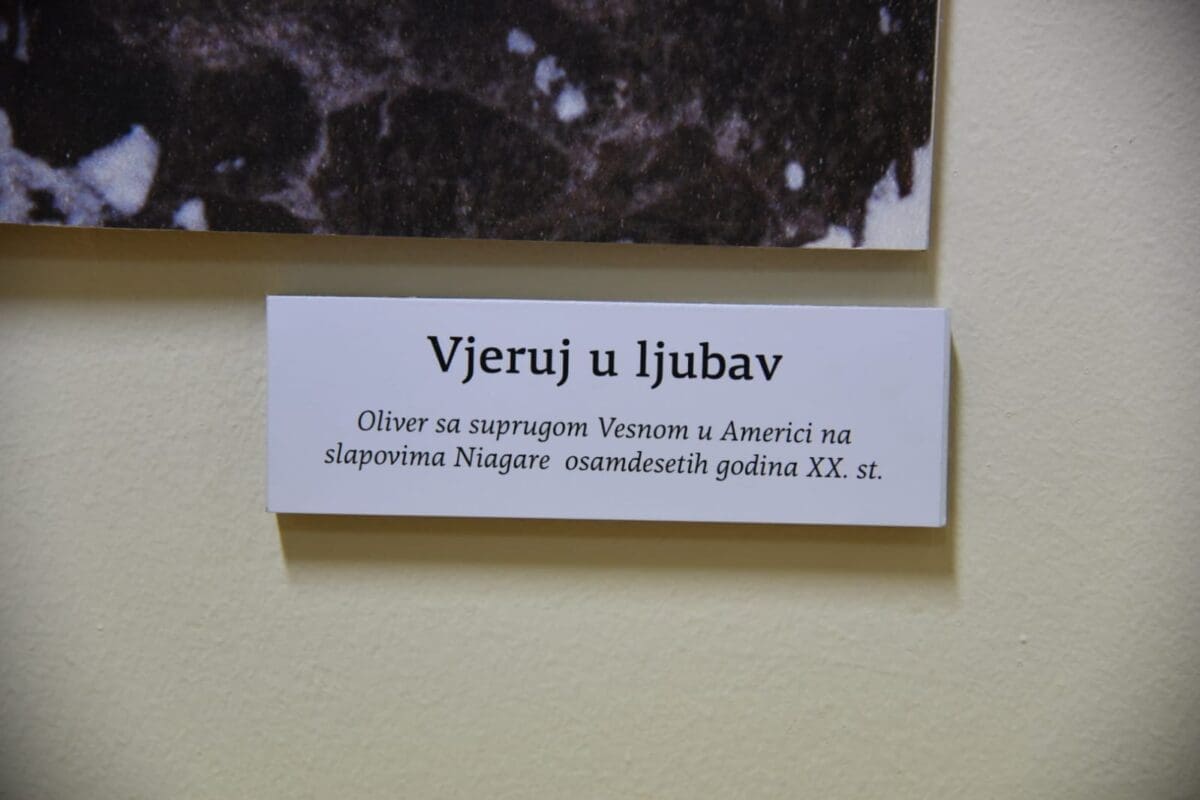 Vjeruj u ljubav
Oliver sa suprugom Vesnom u Americi na
slapovima Niagare  osamdesetih godina XX. st.